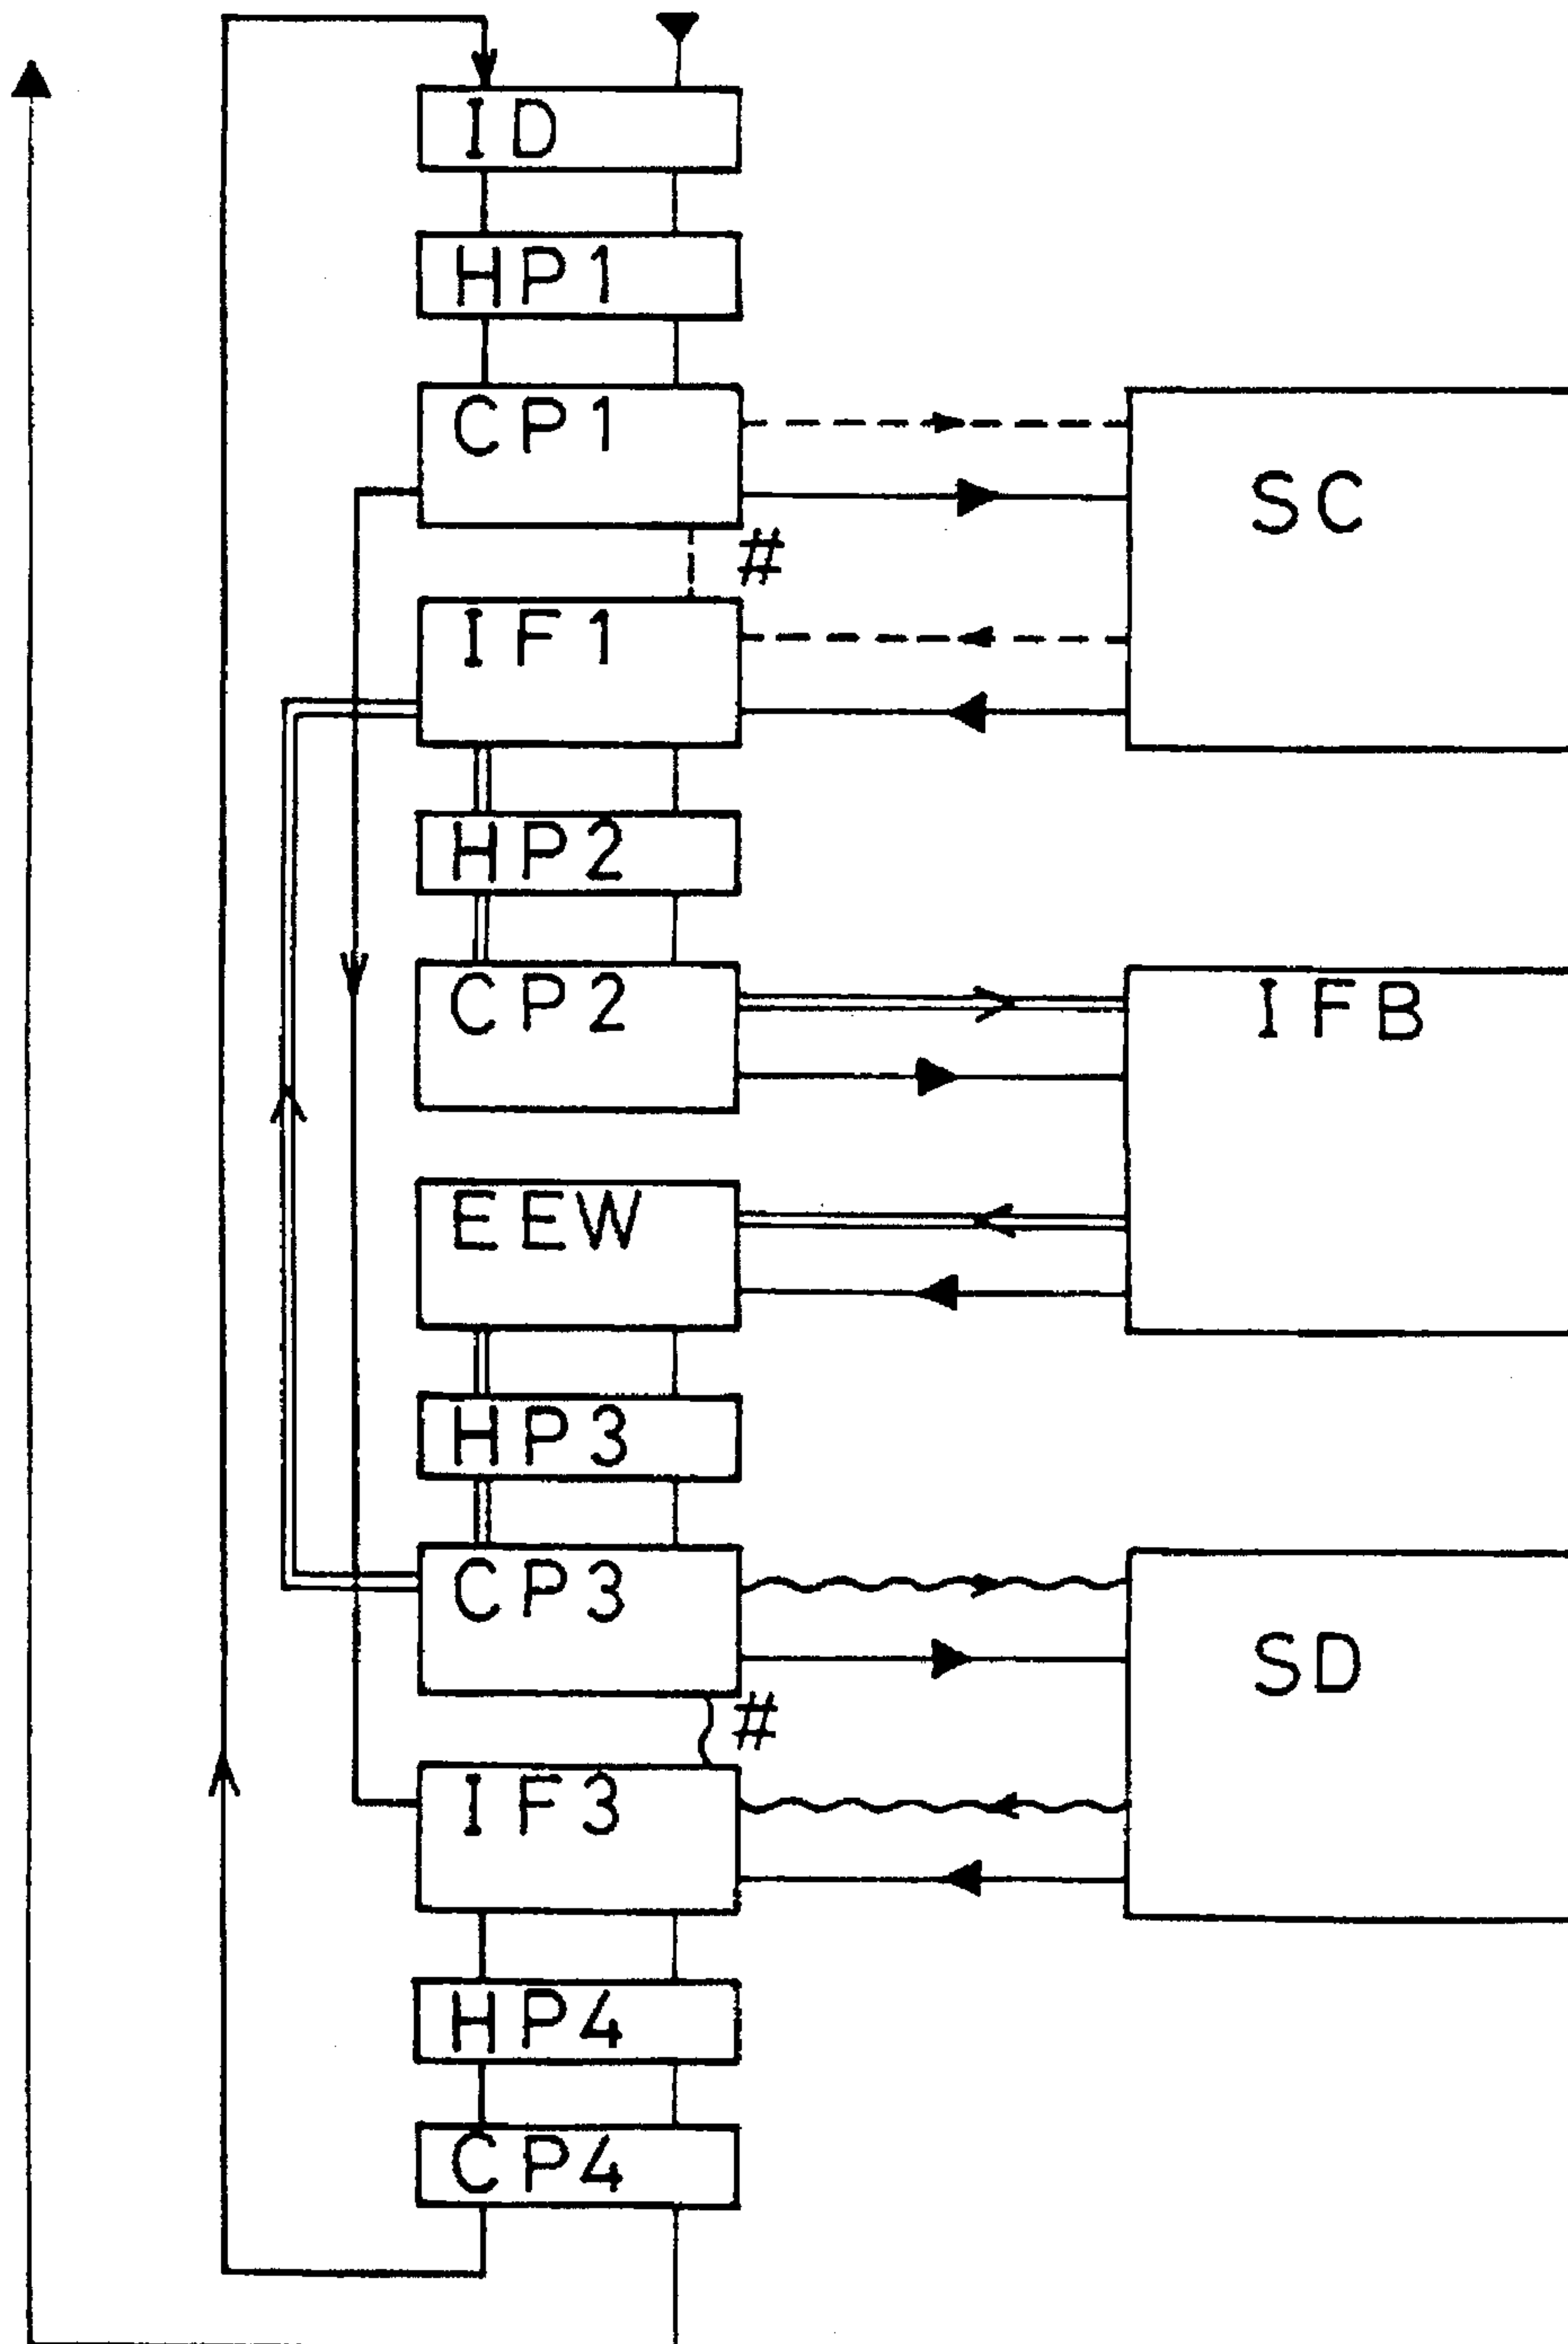 ID
HP1
CP1
SC
#
IF1
HP2
CP2
IFB
EEW
HP3
CP3
SD
#
IF3
HP4
CP4